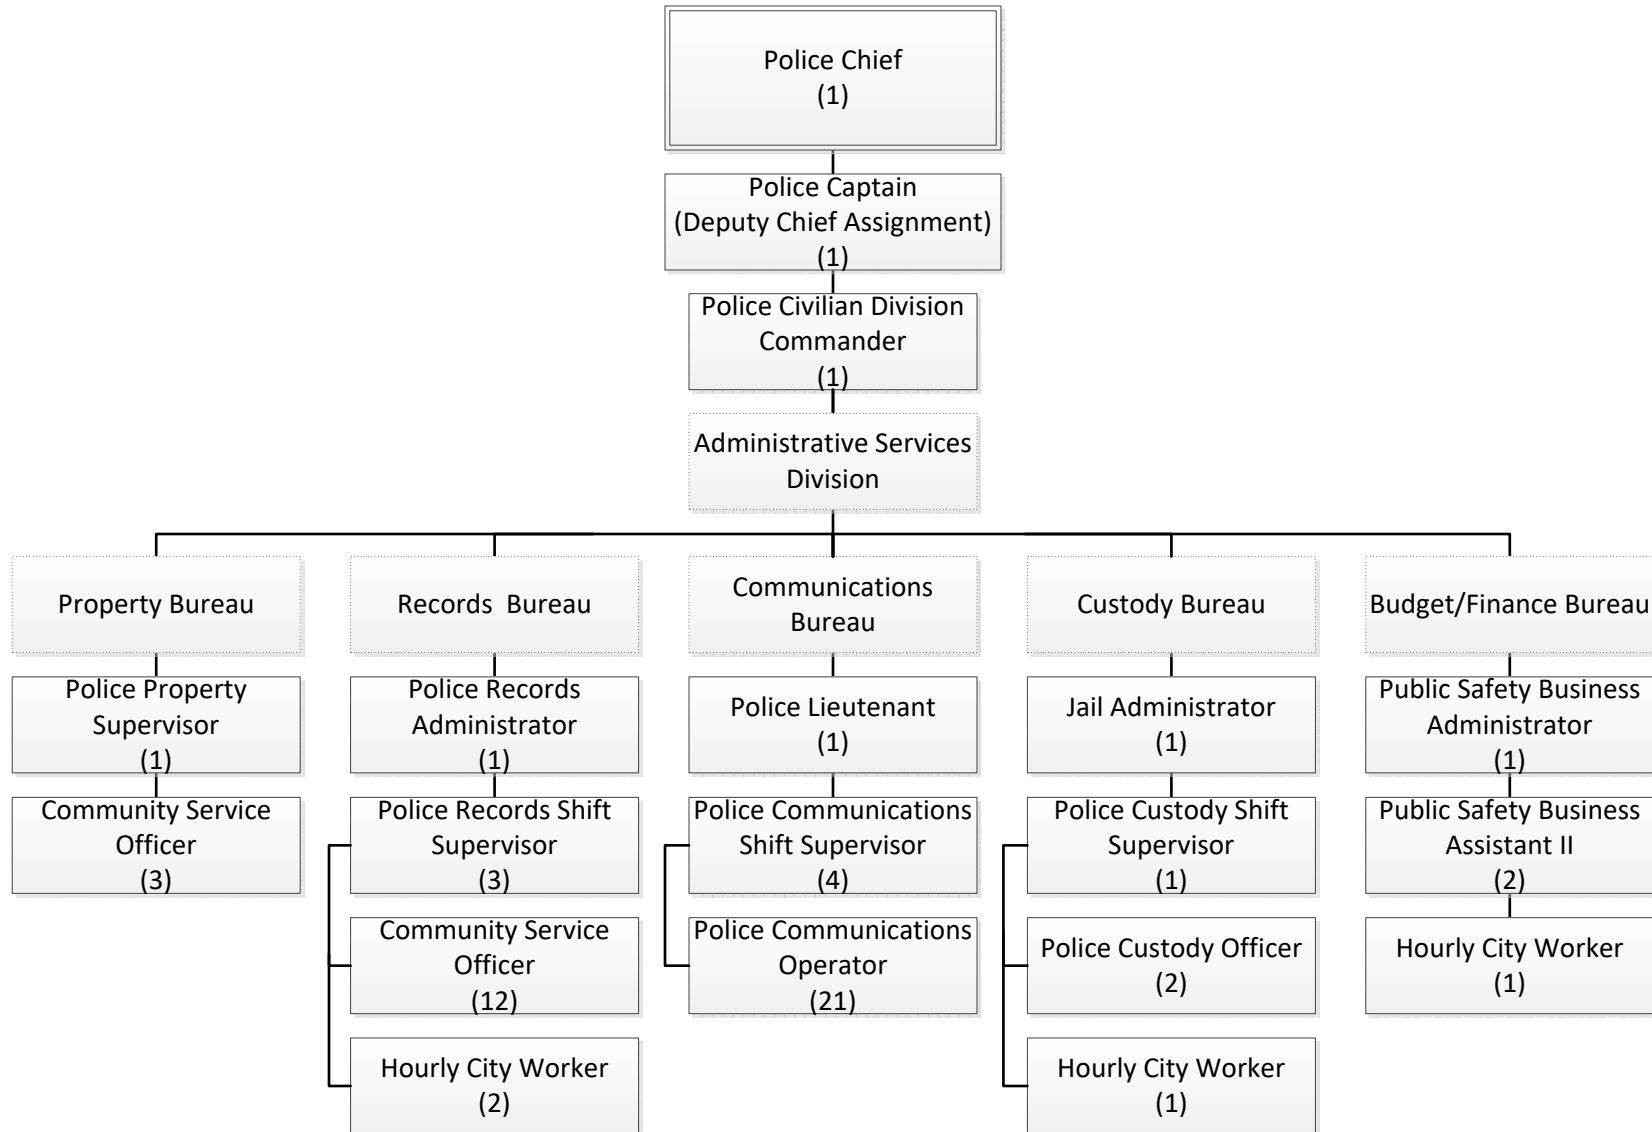 Police Chief
(1)
Police Captain
(Deputy Chief Assignment)
(1)
Police Civilian Division
Commander
(1)
Administrative Services
Division
Property Bureau
Police Property
Supervisor
(1)
Community Service
Officer
(3)
Records  Bureau
Police Records
Administrator
(1)
Police Records Shift
Supervisor
(3)
Community Service
Officer
(12)
Hourly City Worker
(2)
Communications
Bureau
Police Lieutenant
(1)
Police Communications
Shift Supervisor
(4)
Police Communications
Operator
(21)
Custody Bureau
Jail Administrator
(1)
Police Custody Shift
Supervisor
(1)
Police Custody Officer
(2)
Hourly City Worker
(1)
Budget/Finance Bureau
Public Safety Business
Administrator
(1)
Public Safety Business
Assistant II
(2)
Hourly City Worker
(1)